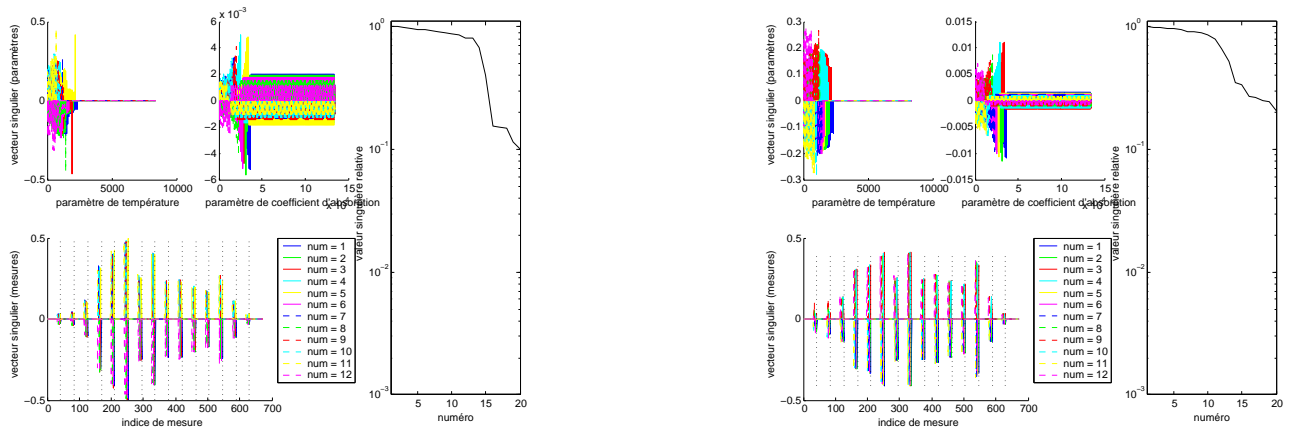 vecteur singulier (paramètres)
0.5
0
−0.5
0
5000
10000
paramètre de température
6
x 10⁻³
4
2
0
−2
−4
−6
0
5
10
15
paramètre de coefficient d'absorption
valeur singulière relative
10⁰
10⁻¹
10⁻²
10⁻³
5
10
15
20
numéro
vecteur singulier (mesures)
0.5
0
−0.5
0
100
200
300
400
500
600
700
indice de mesure
num = 1
num = 2
num = 3
num = 4
num = 5
num = 6
num = 7
num = 8
num = 9
num = 10
num = 11
num = 12
vecteur singulier (paramètres)
0.3
0.2
0.1
0
−0.1
−0.2
−0.3
0
5000
10000
paramètre de température
0.015
0.01
0.005
0
−0.005
−0.01
−0.015
0
5
10
15
paramètre de coefficient d'absorption
valeur singulière relative
10⁰
10⁻¹
10⁻²
10⁻³
5
10
15
20
numéro
vecteur singulier (mesures)
0.5
0
−0.5
0
100
200
300
400
500
600
700
indice de mesure
num = 1
num = 2
num = 3
num = 4
num = 5
num = 6
num = 7
num = 8
num = 9
num = 10
num = 11
num = 12